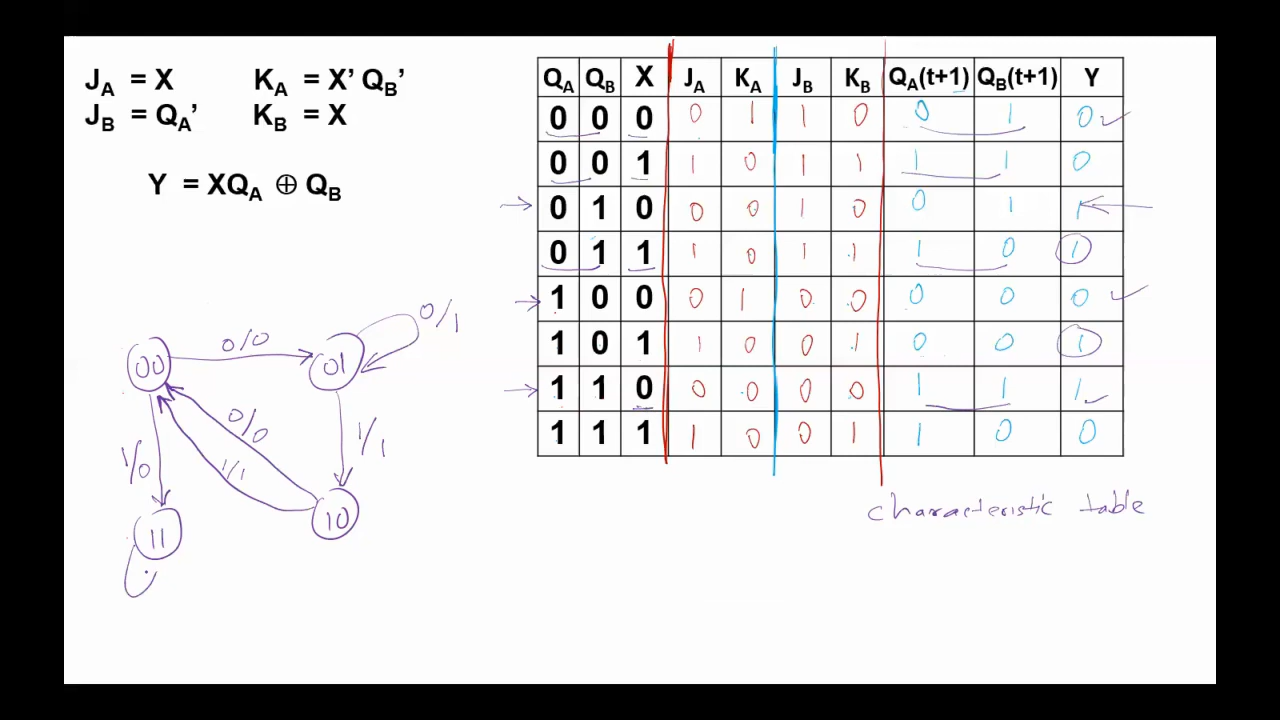 J_A = X K_A = X' Q_B'
J_B = Q_A' K_B = X
Y = XQ_A ⊕ Q_B
Q_A Q_B X J_A K_A J_B K_B Q_A(t+1) Q_B(t+1) Y
0 0 0 0 1 1 0 0 1 0
0 0 1 1 0 1 1 1 1 0
0 1 0 0 0 1 0 0 1 1
0 1 1 1 0 1 1 1 0 1
1 0 0 0 1 0 0 0 0 0
1 0 1 1 0 0 1 0 0 1
1 1 0 0 0 0 0 1 1 1
1 1 1 1 0 0 1 1 0 0
characteristic table
0/1
00 0/0 01
0/0
1/0 1/1 1/1
11 10